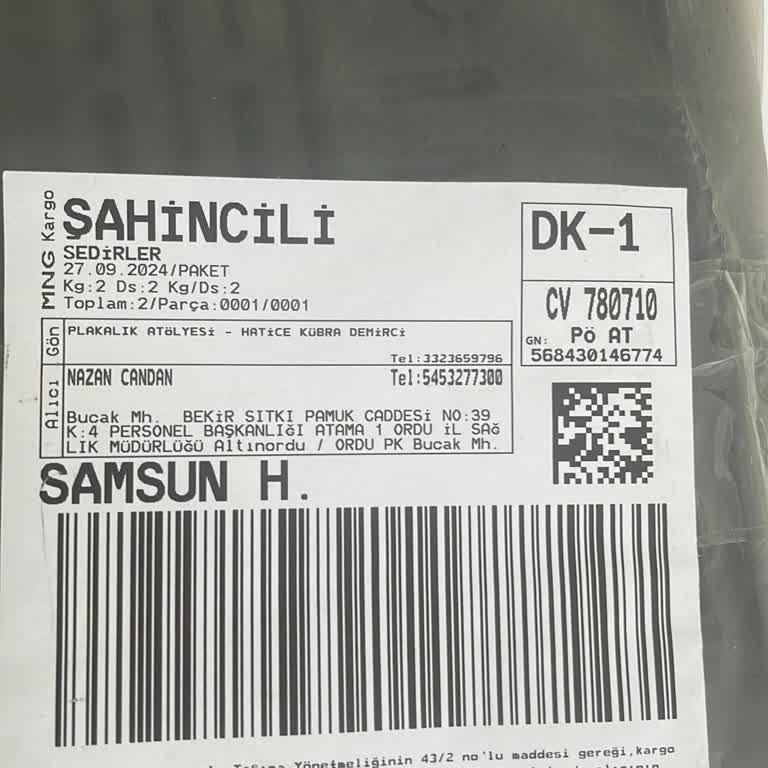 MNG Kargo
ŞAHİNCİLİ
SEDİRLER
27.09.2024/PAKET
Kg:2 Ds:2 Kg/Ds:2
Toplam:2/Parça:0001/0001
DK-1
CV 780710
GN: PÖ AT
568430146774
Gön
PLAKALIK ATÖLYESİ - HATİCE KÜBRA DEMİRCİ
Tel:3323659796
Alıcı
NAZAN CANDAN Tel:5453277300
Bucak Mh. BEKİR SITKI PAMUK CADDESİ NO:39
K:4 PERSONEL BAŞKANLIĞI ATAMA 1 ORDU İL SAĞ
LIK MÜDÜRLÜĞÜ Altınordu / ORDU PK Bucak Mh.
SAMSUN H.
Yönetmeliğinin 43/2 no'lu maddesi gereği,kargo